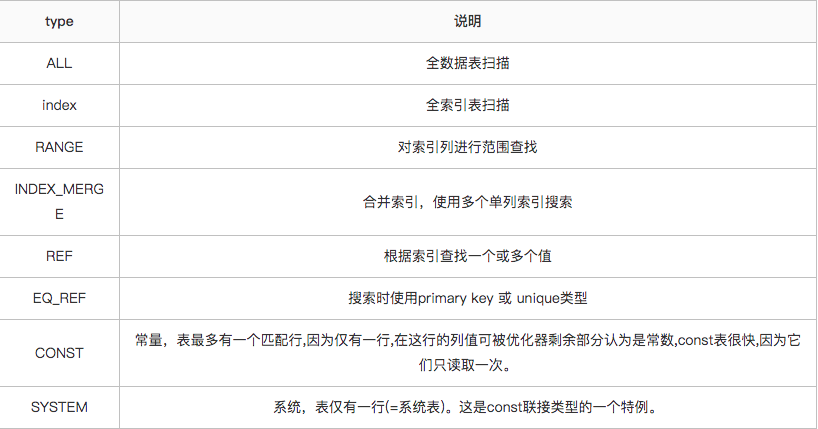 type 说明
ALL 全数据表扫描
index 全索引表扫描
RANGE 对索引列进行范围查找
INDEX_MERG
E
合并索引，使用多个单列索引搜索
REF 根据索引查找一个或多个值
EQ_REF 搜索时使用primary key 或 unique类型
CONST
常量，表最多有一个匹配行,因为仅有一行,在这行的列值可被优化器剩余部分认为是常数,const表很快,因为它
们只读取一次。
SYSTEM 系统，表仅有一行(=系统表)。这是const联接类型的一个特例。